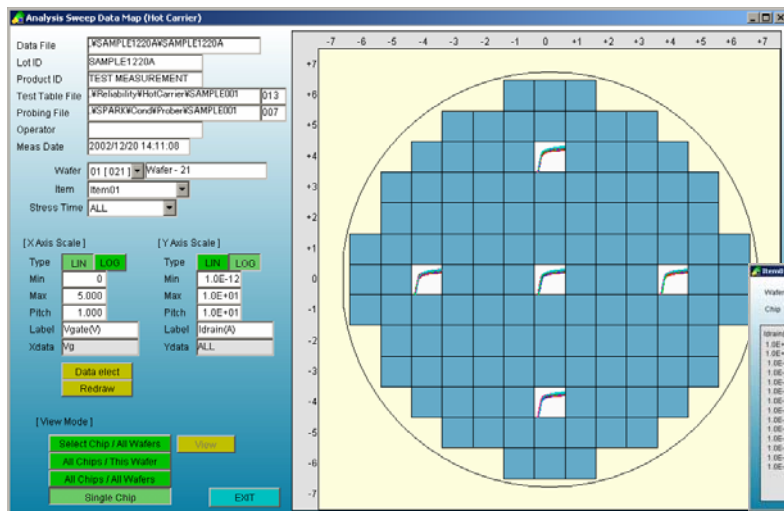 Analysis Sweep Data Map (Hot Carrier)
Data File .¥SAMPLE1220A¥SAMPLE1220A
Lot ID SAMPLE1220A
Product ID TEST MEASUREMENT
Test Table File .¥Reliability¥HotCarrier¥SAMPLE001 013
Probing File .¥SPARK¥Cond¥Prober¥SAMPLE001 007
Operator
Meas Date 2002/12/20 14:11:08
Wafer 01 [ 021 ] Wafer - 21
Item Item01
Stress Time ALL
[X Axis Scale] [Y Axis Scale]
Type LIN LOG Type LIN LOG
Min 0 Min 1.0E-12
Max 5.000 Max 1.0E+01
Pitch 1.000 Pitch 1.0E+01
Label Vgate(V) Label Idrain(A)
Xdata Vg Ydata ALL
Data elect
Redraw
[View Mode]
Select Chip / All Wafers View
All Chips / This Wafer
All Chips / All Wafers
Single Chip EXIT
-7 -6 -5 -4 -3 -2 -1 0 +1 +2 +3 +4 +5 +6 +7
+7
+6
+5
+4
+3
+2
+1
0
-1
-2
-3
-4
-5
-6
-7
Wafer
Chip